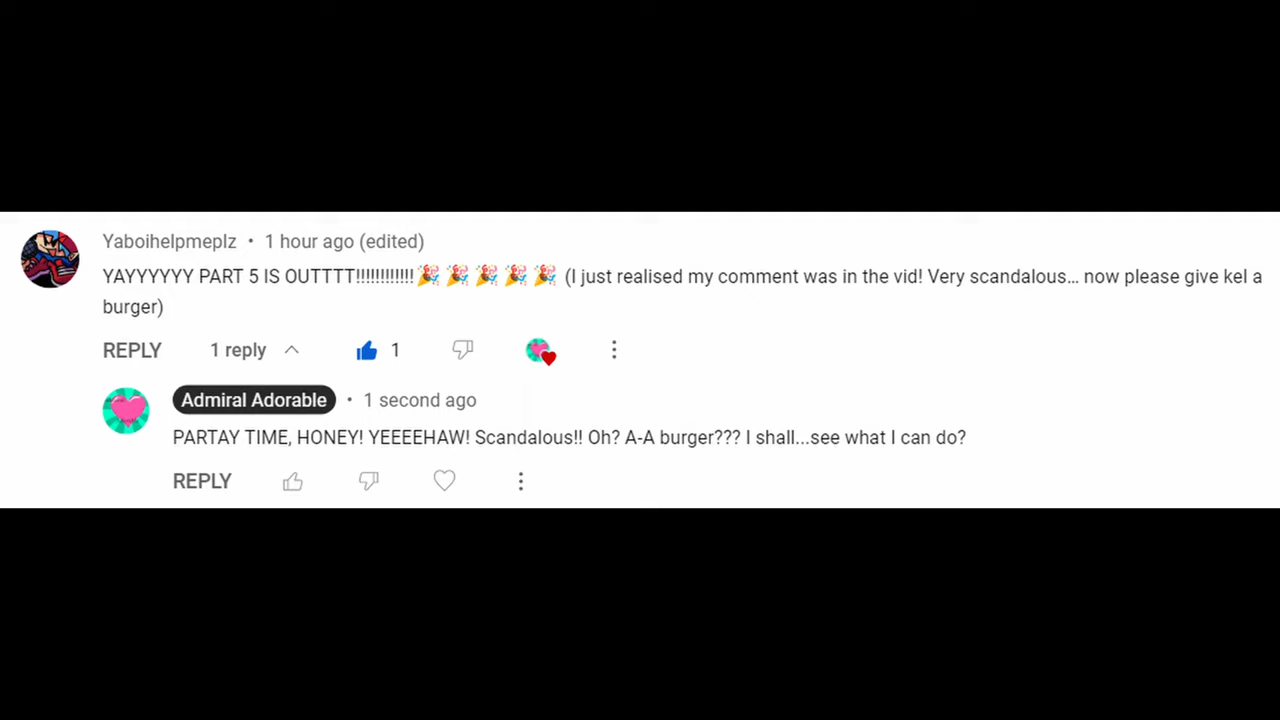 Yaboihelpmeplz • 1 hour ago (edited)
YAYYYYYY PART 5 IS OUTTTT!!!!!!!!!!!!🎉🎉🎉🎉🎉 (I just realised my comment was in the vid! Very scandalous… now please give kel a
burger)
REPLY 1 reply 1
Admiral Adorable • 1 second ago
PARTAY TIME, HONEY! YEEEEHAW! Scandalous!! Oh? A-A burger??? I shall...see what I can do?
REPLY